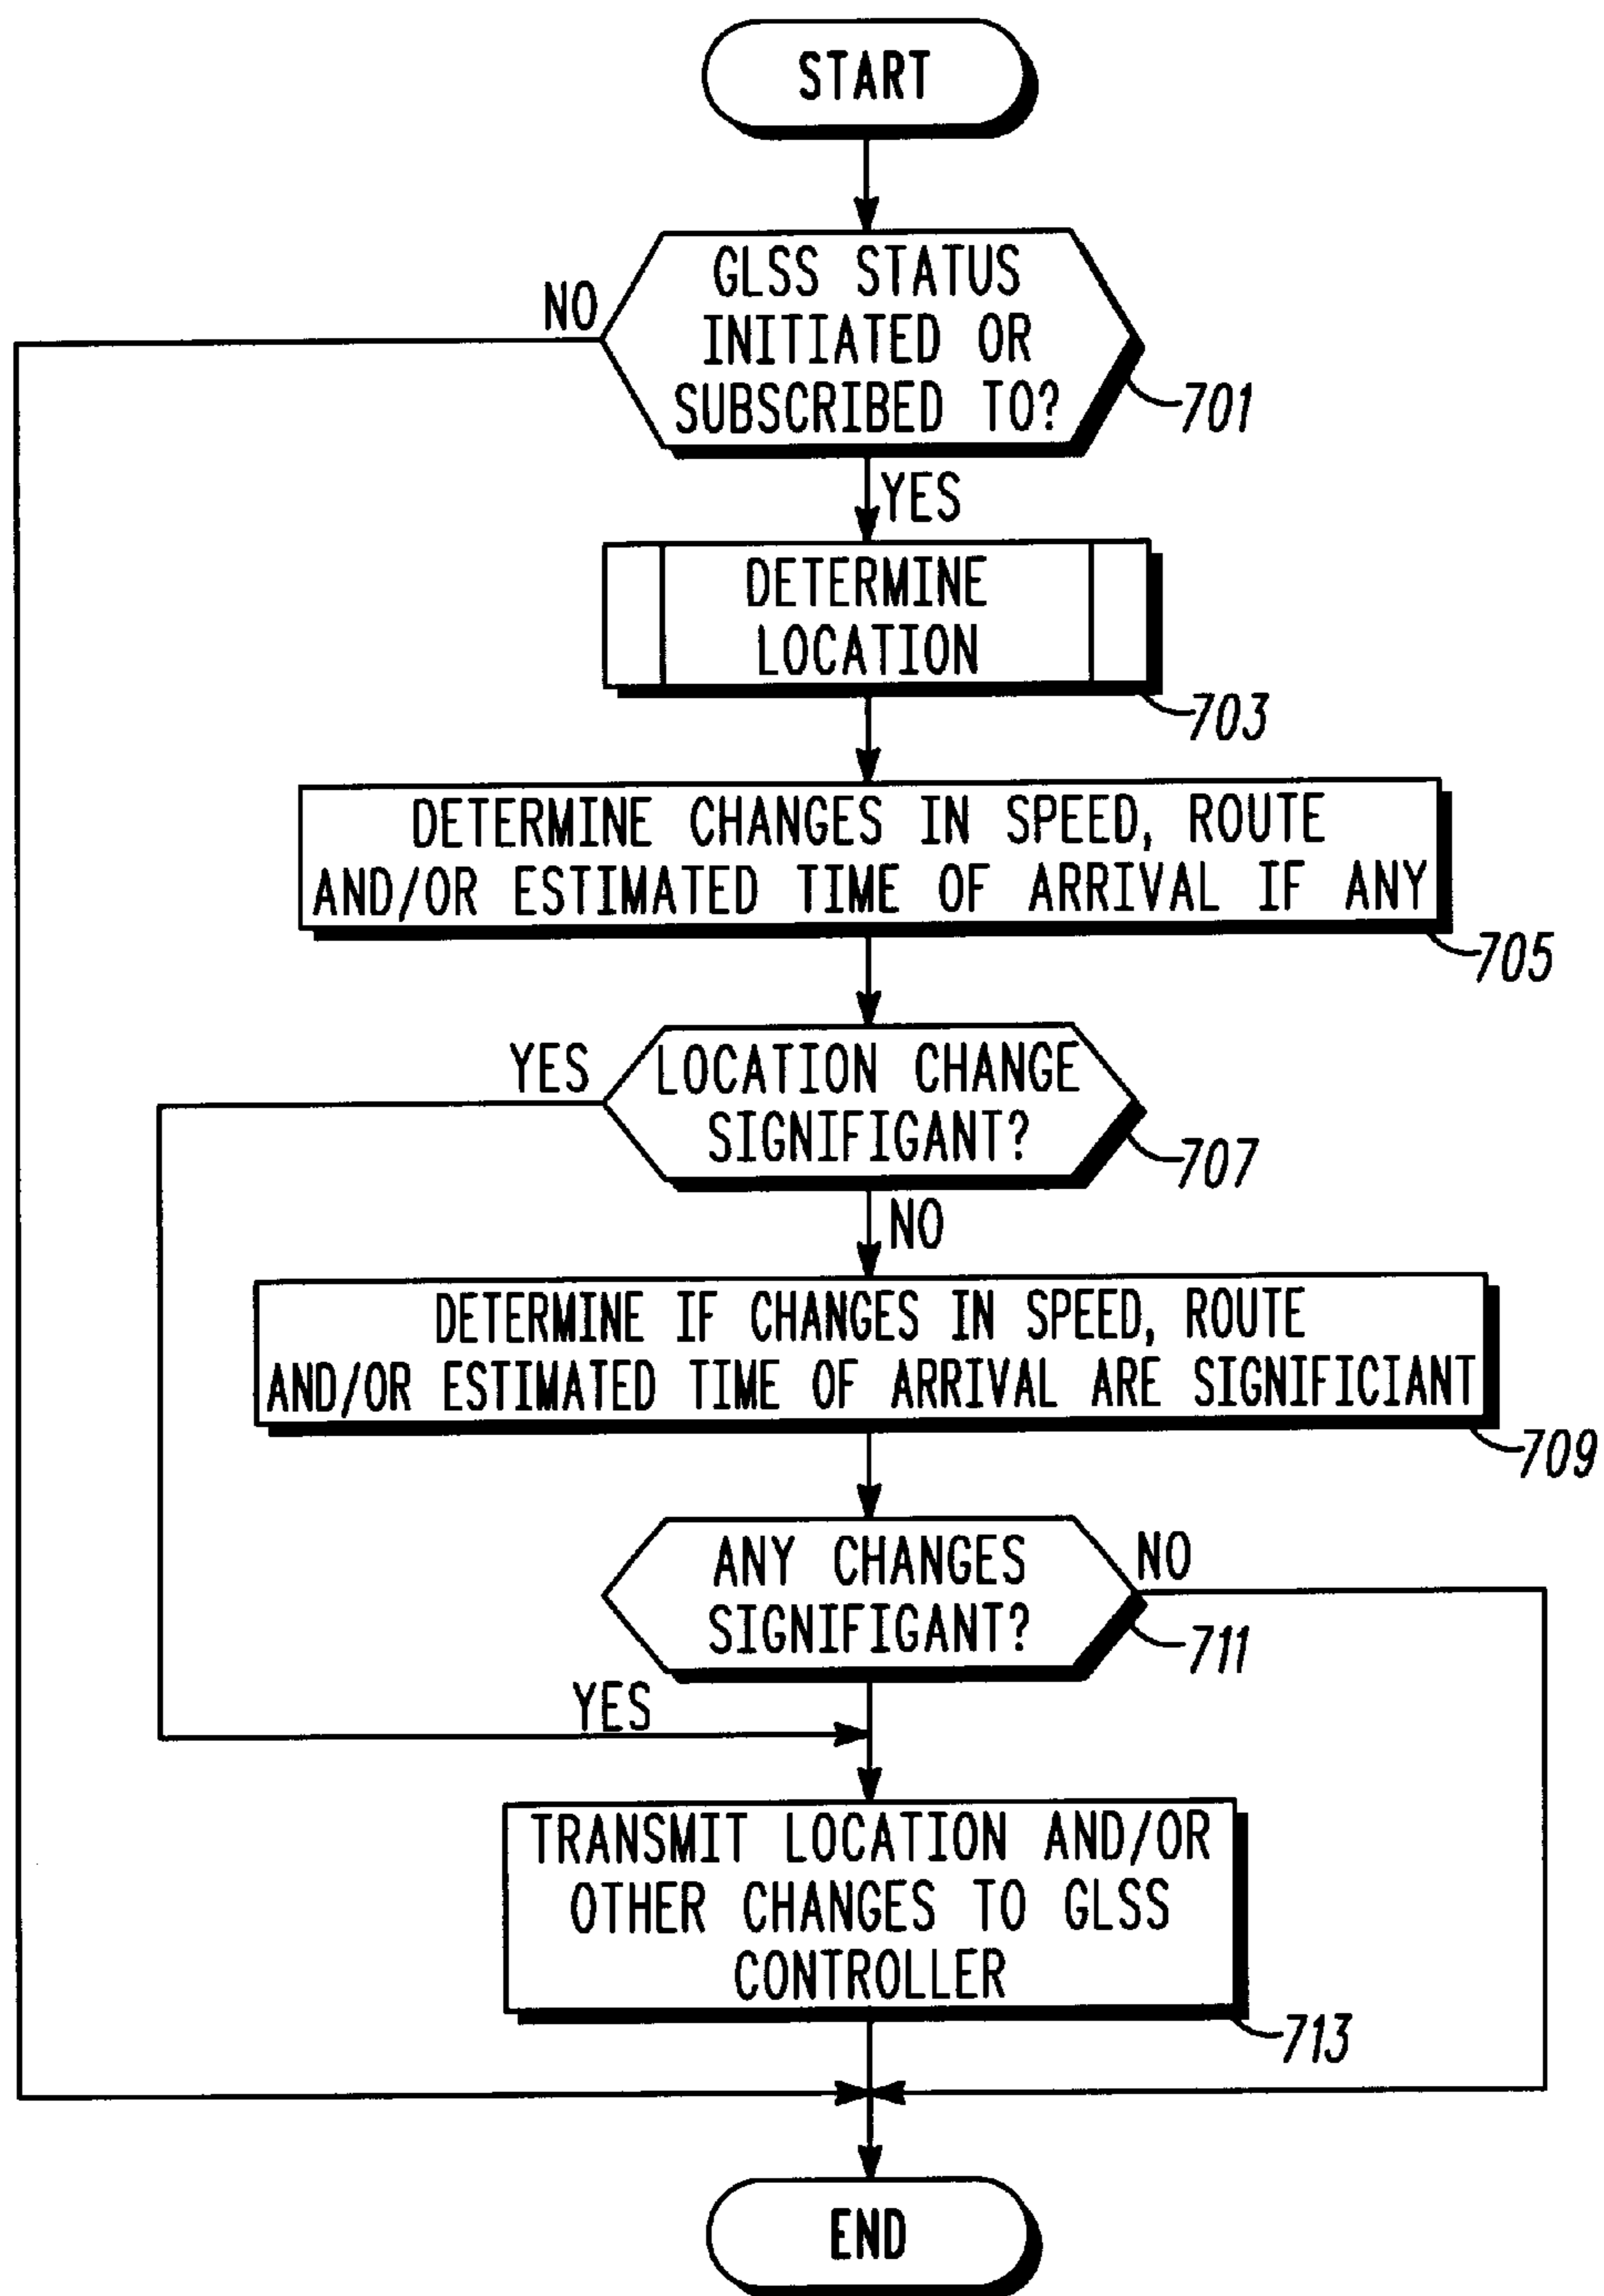 START
NO
GLSS STATUS
INITIATED OR
SUBSCRIBED TO?
701
YES
DETERMINE
LOCATION
703
DETERMINE CHANGES IN SPEED, ROUTE
AND/OR ESTIMATED TIME OF ARRIVAL IF ANY
705
YES
LOCATION CHANGE
SIGNIFIGANT?
707
NO
DETERMINE IF CHANGES IN SPEED, ROUTE
AND/OR ESTIMATED TIME OF ARRIVAL ARE SIGNIFICIANT
709
ANY CHANGES
SIGNIFIGANT?
NO
711
YES
TRANSMIT LOCATION AND/OR
OTHER CHANGES TO GLSS
CONTROLLER
713
END